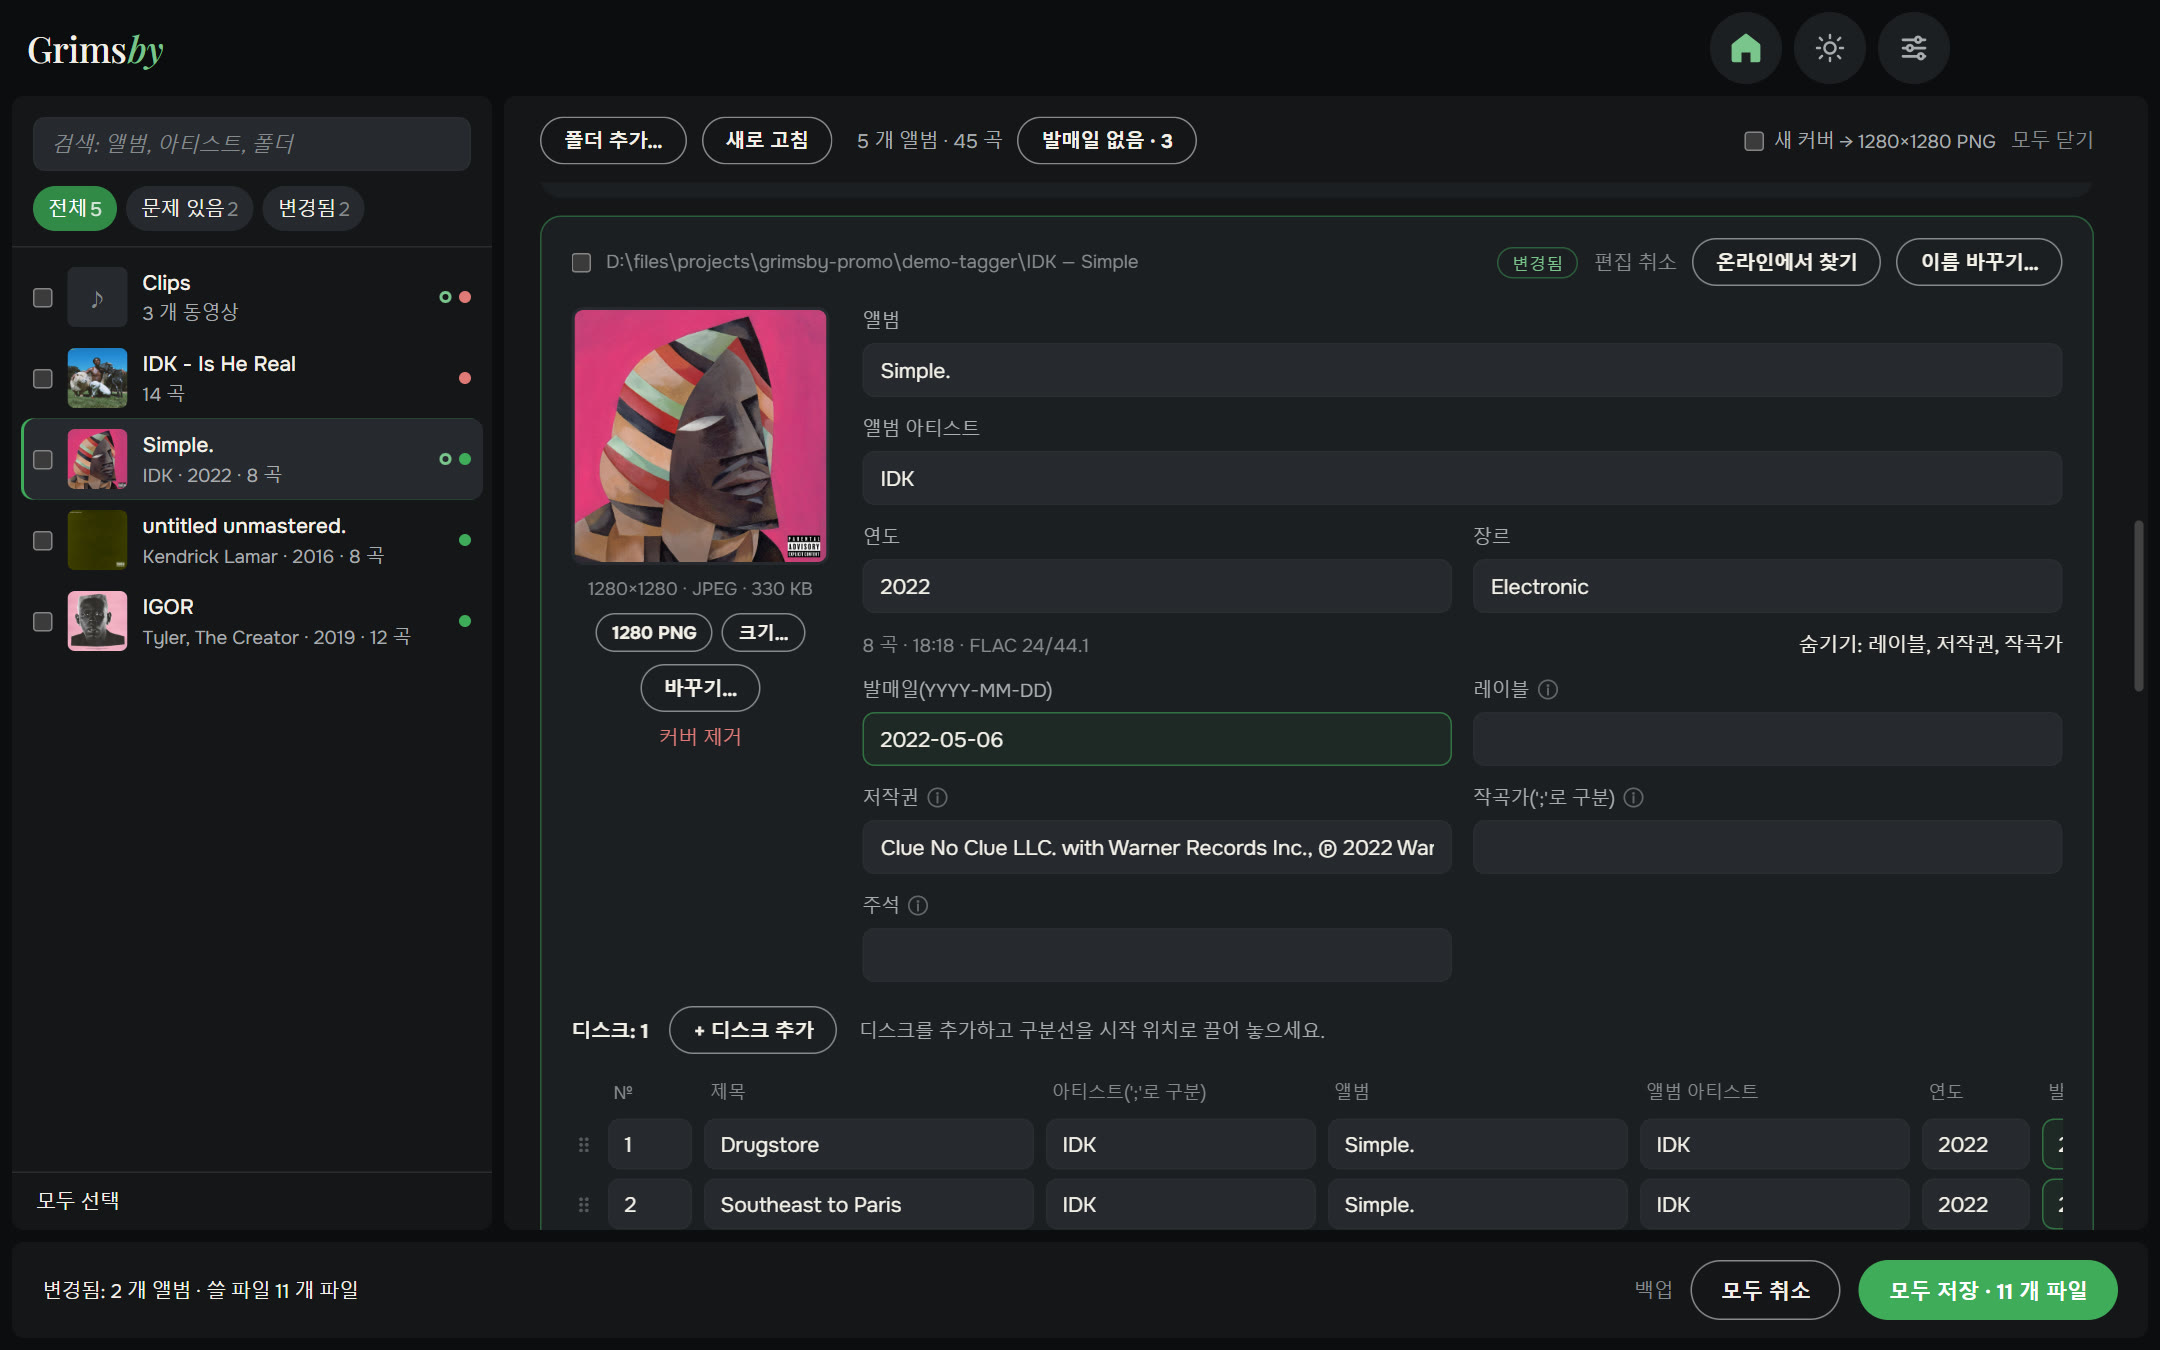 Grimsby
검색: 앨범, 아티스트, 폴더
전체 5
문제 있음 2
변경됨 2
Clips
3 개 동영상
IDK - Is He Real
14 곡
Simple.
IDK · 2022 · 8 곡
untitled unmastered.
Kendrick Lamar · 2016 · 8 곡
IGOR
Tyler, The Creator · 2019 · 12 곡
모두 선택
폴더 추가...
새로 고침
5 개 앨범 · 45 곡
발매일 없음 · 3
새 커버 → 1280×1280 PNG
모두 닫기
D:\files\projects\grimsby-promo\demo-tagger\IDK – Simple
변경됨
편집 취소
온라인에서 찾기
이름 바꾸기...
PARENTAL
ADVISORY
EXPLICIT CONTENT
1280×1280 · JPEG · 330 KB
1280 PNG
크기...
바꾸기...
커버 제거
앨범
Simple.
앨범 아티스트
IDK
연도
장르
2022
Electronic
8 곡 · 18:18 · FLAC 24/44.1
숨기기: 레이블, 저작권, 작곡가
발매일(YYYY-MM-DD)
레이블
2022-05-06
저작권
작곡가(';'로 구분)
Clue No Clue LLC. with Warner Records Inc., ℗ 2022 War
주석
디스크: 1
+ 디스크 추가
디스크를 추가하고 구분선을 시작 위치로 끌어 놓으세요.
№ 제목 아티스트(';'로 구분) 앨범 앨범 아티스트 연도 발
1 Drugstore IDK Simple. IDK 2022 2
2 Southeast to Paris IDK Simple. IDK 2022 2
변경됨: 2 개 앨범 · 쓸 파일 11 개 파일
백업
모두 취소
모두 저장 · 11 개 파일